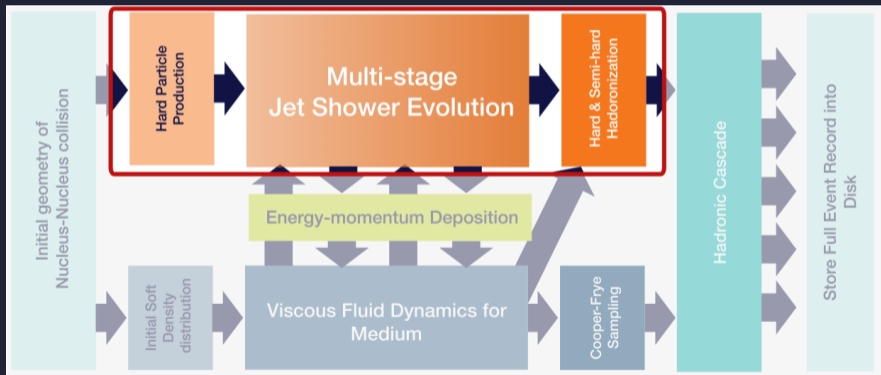 Initial geometry of
Nucleus-Nucleus collision
Hard Particle
Production
Multi-stage
Jet Shower Evolution
Hard & Semi-hard
Hadoronization
Energy-momentum Deposition
Initial Soft
Density
distribution
Viscous Fluid Dynamics for
Medium
Cooper-Frye
Sampling
Hadronic Cascade
Store Full Event Record into
Disk